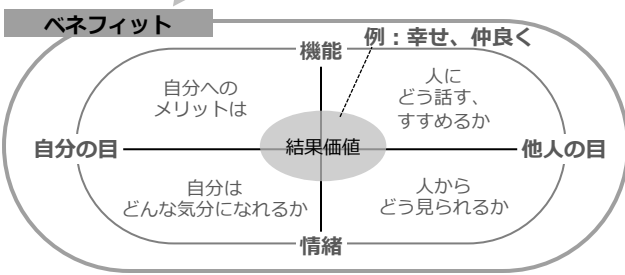 ベネフィット
例：幸せ、仲良く
機能
自分への
メリットは
人に
どう話す、
すすめるか
自分の目
結果価値
他人の目
自分は
どんな気分になれるか
人から
どう見られるか
情緒